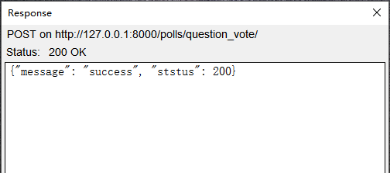 Response
POST on http://127.0.0.1:8000/polls/question_vote/
Status: 200 OK
{"message": "success", "ststus": 200}